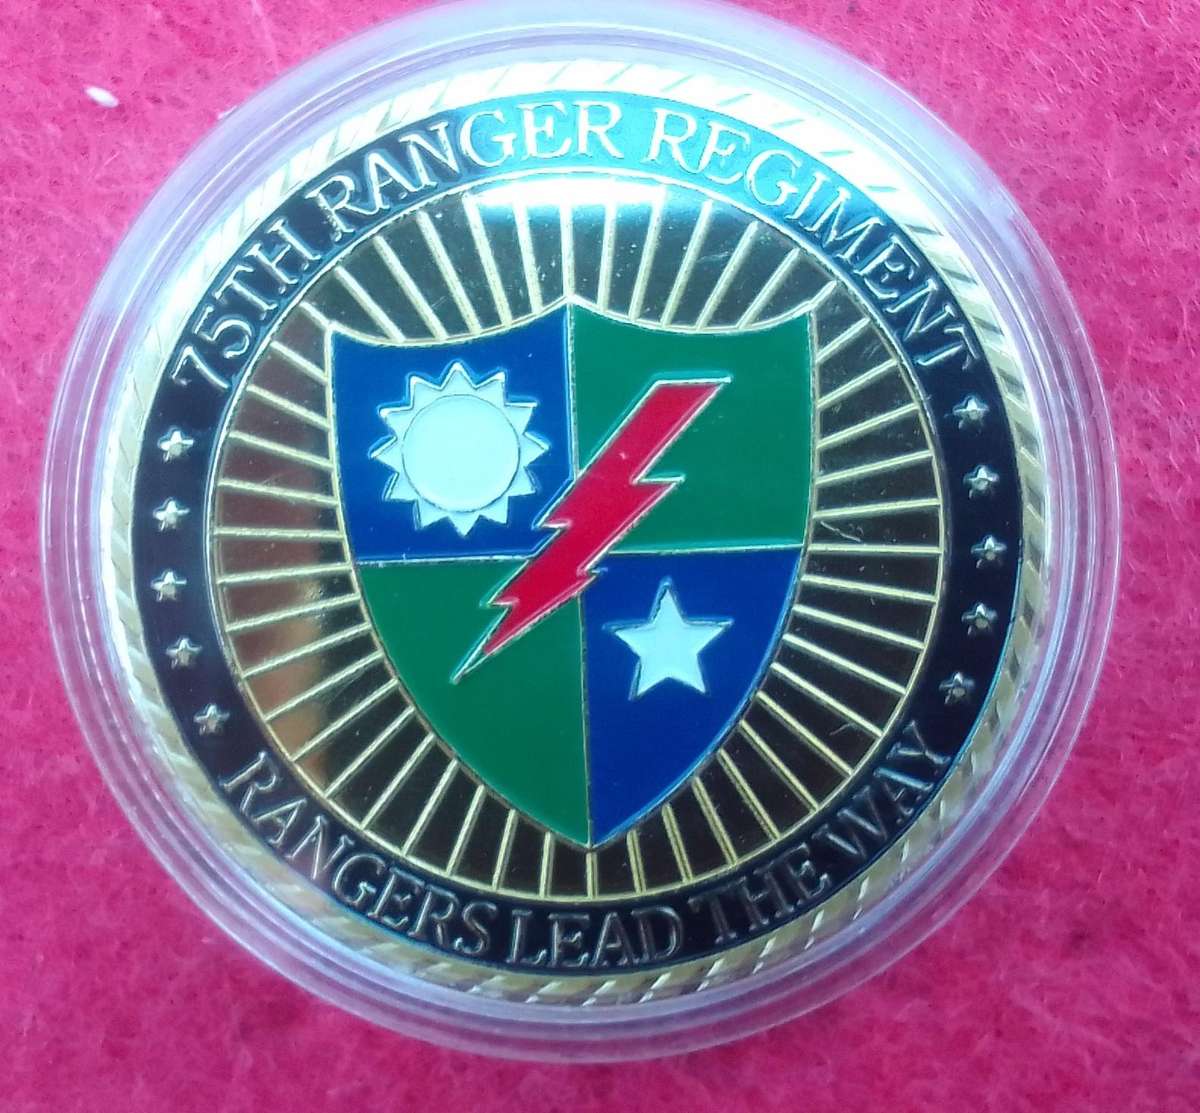 75TH RANGER REGIMENT
RANGERS LEAD THE WAY